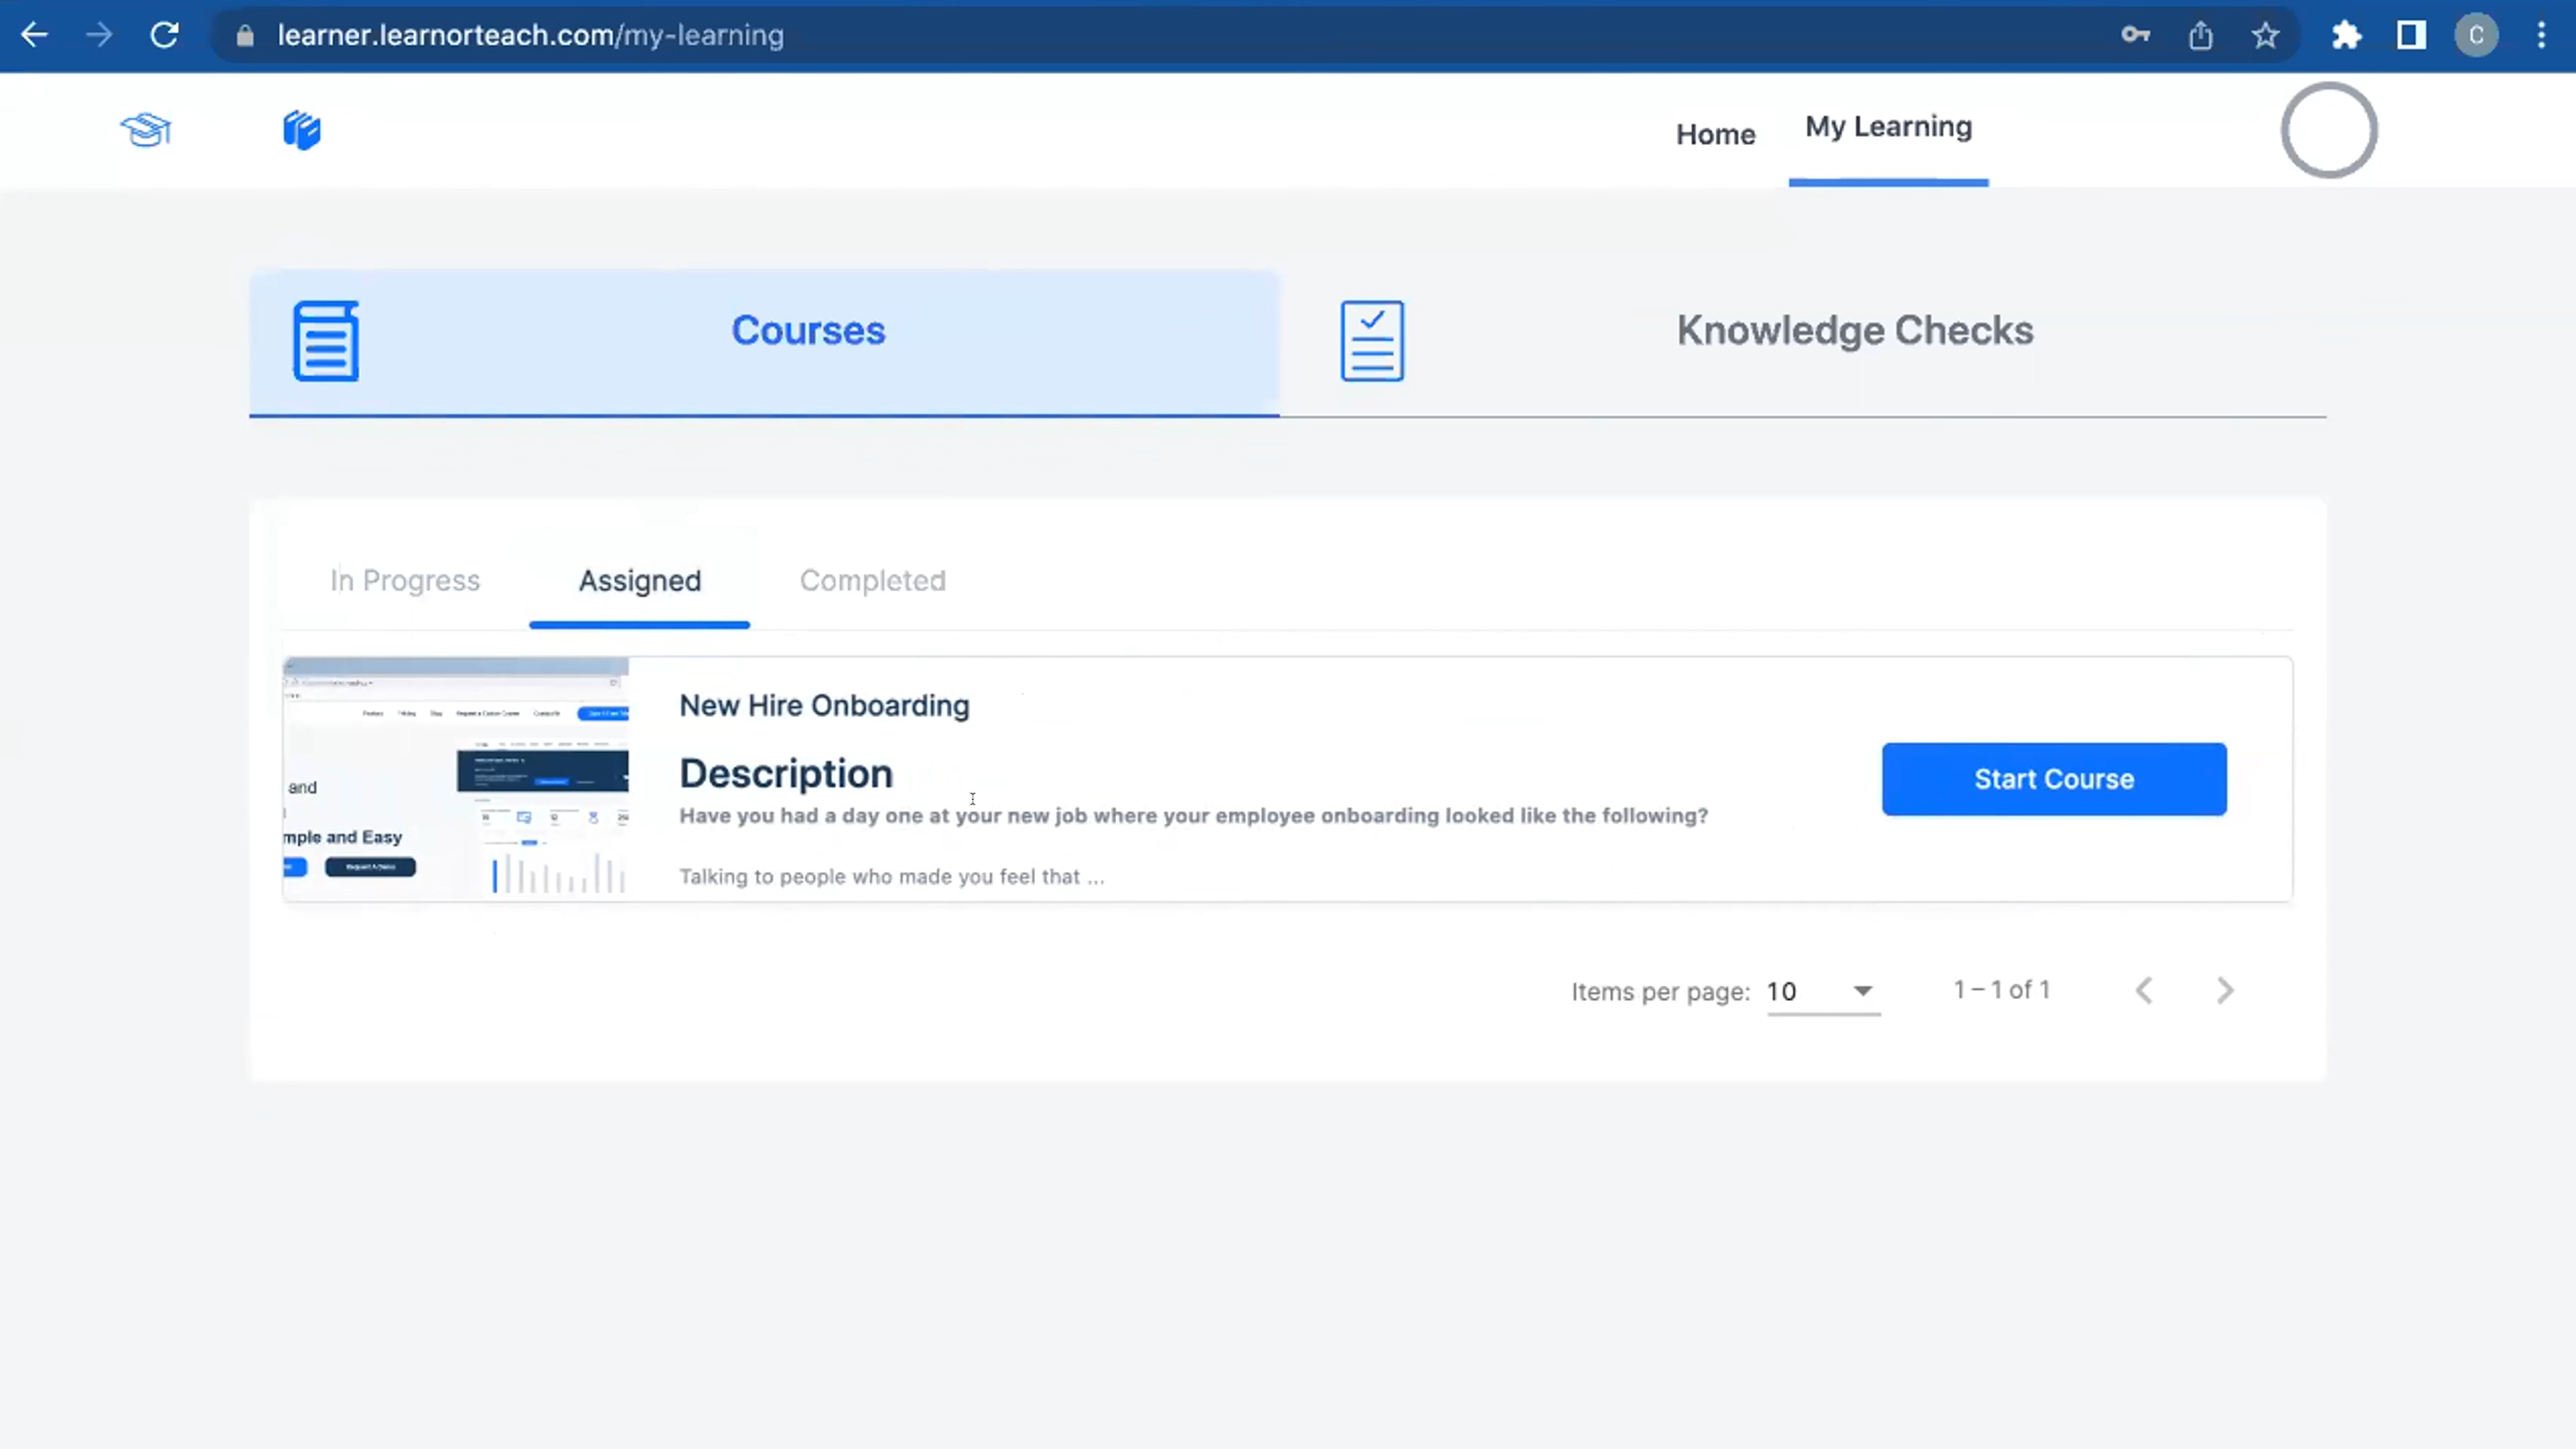 learner.learnorteach.com/my-learning
C
Home
My Learning
Courses
Knowledge Checks
In Progress
Assigned
Completed
and
mple and Easy
Request A Demo
New Hire Onboarding
Description
Have you had a day one at your new job where your employee onboarding looked like the following?
Talking to people who made you feel that ...
Start Course
Items per page: 10
1 – 1 of 1